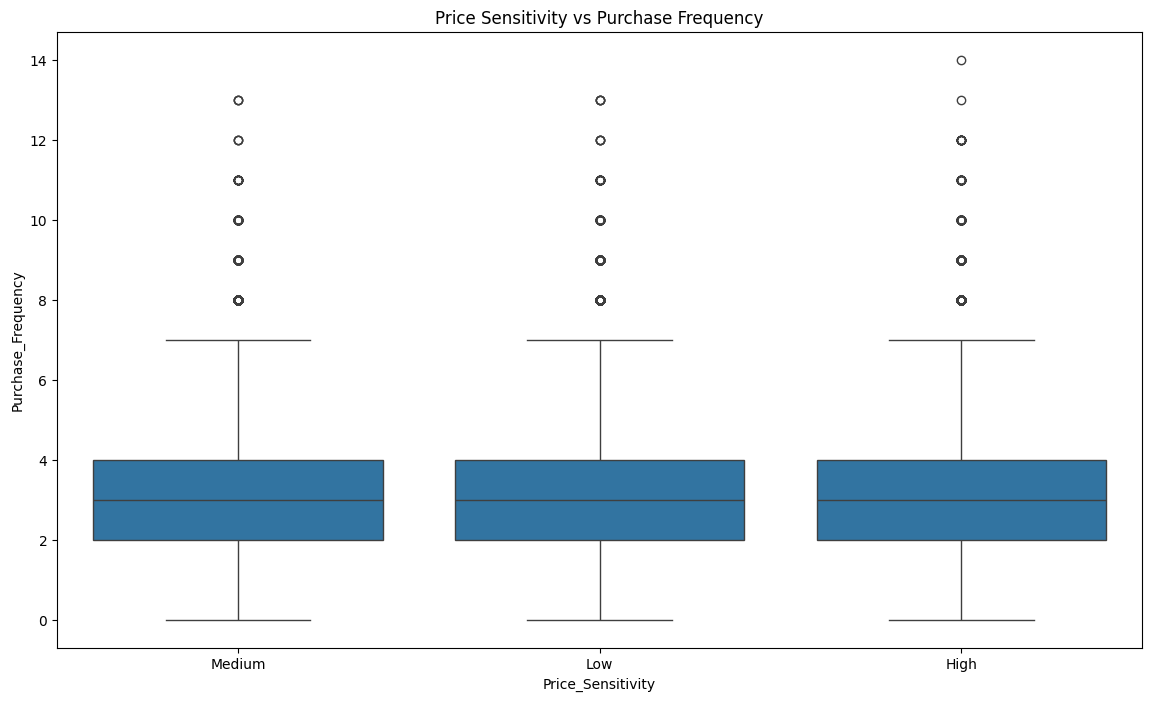 Price Sensitivity vs Purchase Frequency
Purchase_Frequency
14
12
10
8
6
4
2
0
Medium Low High
Price_Sensitivity